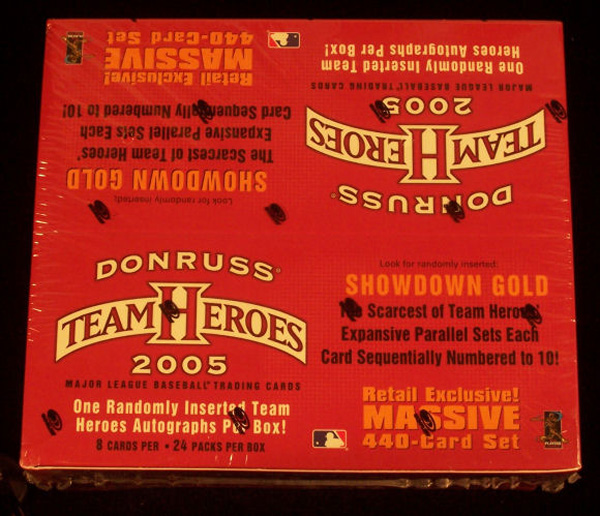 Retail Exclusive!
MASSIVE
440-Card Set
One Randomly Inserted Team
Heroes Autographs Per Box!
MAJOR LEAGUE BASEBALL TRADING CARDS
2005
TEAM HEROES
DONRUSS
Look for randomly inserted:
SHOWDOWN GOLD
The Scarcest of Team Heroes'
Expansive Parallel Sets Each
Card Sequentially Numbered to 10!
DONRUSS
TEAM HEROES
2005
MAJOR LEAGUE BASEBALL TRADING CARDS
One Randomly Inserted Team
Heroes Autographs Per Box!
8 CARDS PER • 24 PACKS PER BOX
Look for randomly inserted:
SHOWDOWN GOLD
The Scarcest of Team Heroes'
Expansive Parallel Sets Each
Card Sequentially Numbered to 10!
Retail Exclusive!
MASSIVE
440-Card Set